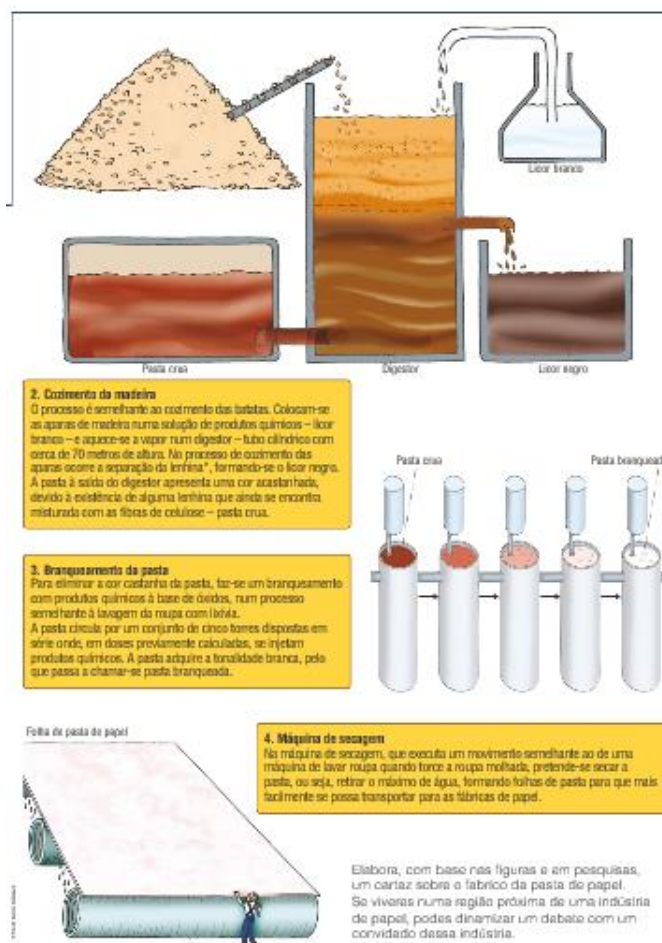 Licor branco
Pasta crua
Digestor
Licor negro
2. Cozimento da madeira
O processo é semelhante ao cozimento das batatas. Colocam-se
as aparas de madeira numa solução de produtos químicos – licor
branco – e aquece-se a vapor num digestor – tubo cilíndrico com
cerca de 70 metros de altura. No processo de cozimento das
aparas ocorre a separação da lenhina*, formando-se o licor negro.
A pasta à saída do digestor apresenta uma cor acastanhada,
devido à existência de alguma lenhina que ainda se encontra
misturada com as fibras de celulose – pasta crua.
Pasta crua
Pasta branqueada
3. Branqueamento da pasta
Para eliminar a cor castanha da pasta, faz-se um branqueamento
com produtos químicos à base de óxidos, num processo
semelhante à lavagem da roupa com lixívia.
A pasta circula por um conjunto de cinco torres dispostas em
série onde, em doses previamente calculadas, se injetam
produtos químicos. A pasta adquire a tonalidade branca, pelo
que passa a chamar-se pasta branqueada.
Folha de pasta de papel
4. Máquina de secagem
Na máquina de secagem, que executa um movimento semelhante ao de uma
máquina de lavar roupa quando torce a roupa molhada, pretende-se secar a
pasta, ou seja, retirar o máximo de água, formando folhas de pasta para que mais
facilmente se possa transportar para as fábricas de papel.
Elabora, com base nas figuras e em pesquisas,
um cartaz sobre o fabrico da pasta de papel.
Se viveres numa região próxima de uma indústria
de papel, podes dinamizar um debate com um
convidado dessa indústria.